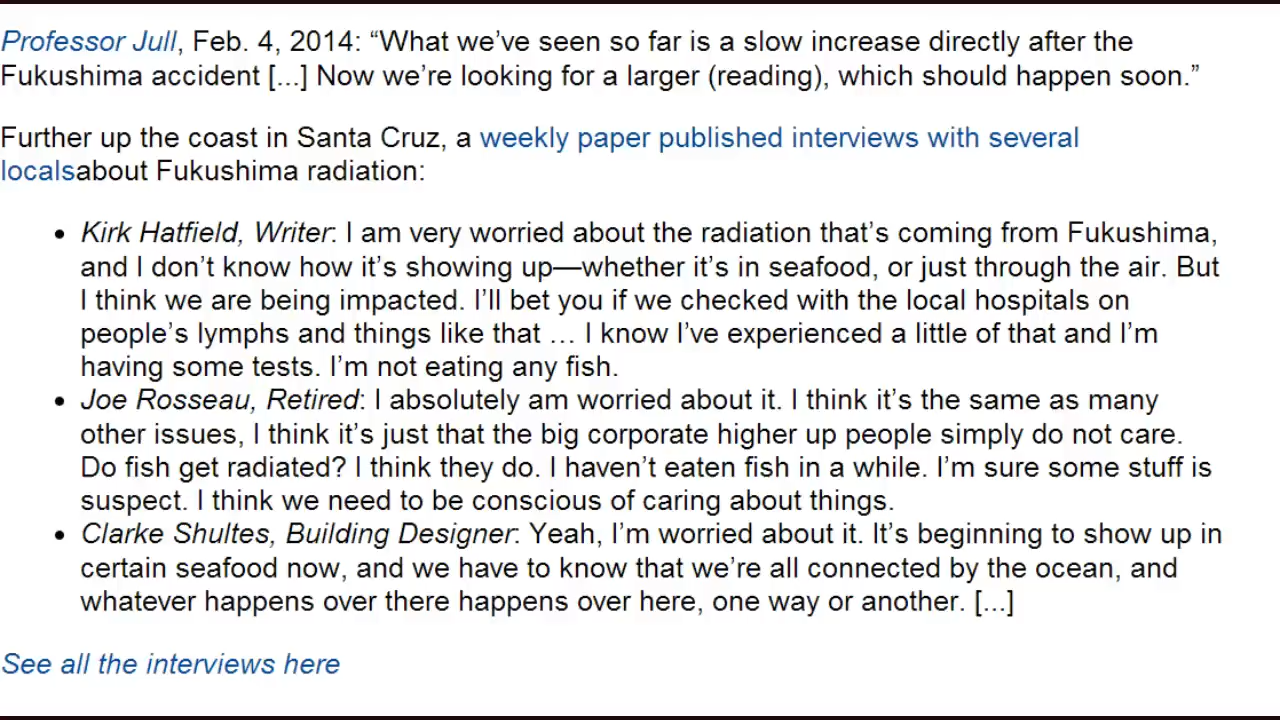 Professor Jull, Feb. 4, 2014: “What we’ve seen so far is a slow increase directly after the
Fukushima accident [...] Now we’re looking for a larger (reading), which should happen soon.”
Further up the coast in Santa Cruz, a weekly paper published interviews with several
localsabout Fukushima radiation:
• Kirk Hatfield, Writer: I am very worried about the radiation that’s coming from Fukushima,
and I don’t know how it’s showing up—whether it’s in seafood, or just through the air. But
I think we are being impacted. I’ll bet you if we checked with the local hospitals on
people’s lymphs and things like that … I know I’ve experienced a little of that and I’m
having some tests. I’m not eating any fish.
• Joe Rosseau, Retired: I absolutely am worried about it. I think it’s the same as many
other issues, I think it’s just that the big corporate higher up people simply do not care.
Do fish get radiated? I think they do. I haven’t eaten fish in a while. I’m sure some stuff is
suspect. I think we need to be conscious of caring about things.
• Clarke Shultes, Building Designer: Yeah, I’m worried about it. It’s beginning to show up in
certain seafood now, and we have to know that we’re all connected by the ocean, and
whatever happens over there happens over here, one way or another. [...]
See all the interviews here